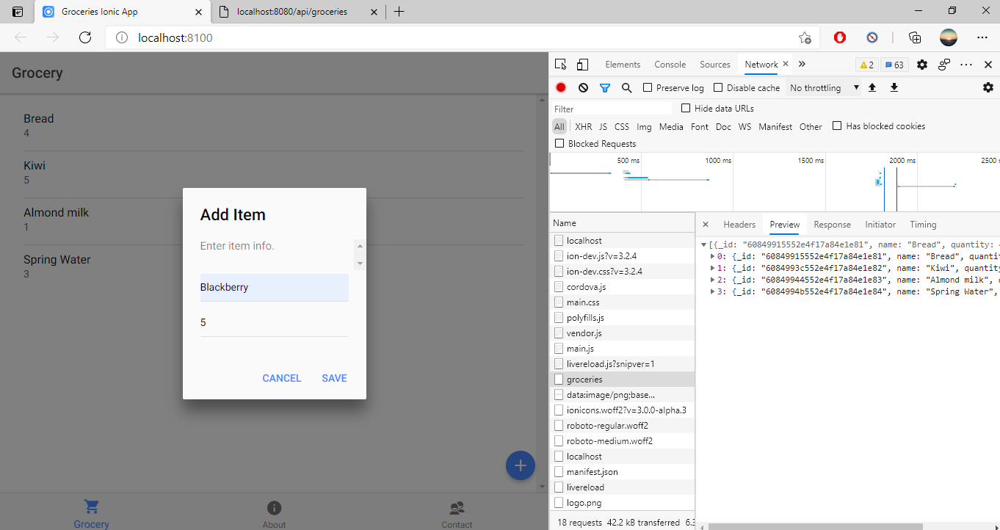 Groceries Ionic App
localhost:8080/api/groceries
localhost:8100
Grocery
Bread
4
Kiwi
5
Almond milk
1
Spring Water
3
Add Item
Enter item info.
Blackberry
5
CANCEL SAVE
Grocery About Contact
Elements Console Sources Network 2 63
Preserve log Disable cache No throttling
Filter Hide data URLs
All XHR JS CSS Img Media Font Doc WS Manifest Other Has blocked cookies
Blocked Requests
500 ms 1000 ms 1500 ms 2000 ms 2500
Name
localhost
ion-dev.js?v=3.2.4
ion-dev.css?v=3.2.4
cordova.js
main.css
polyfills.js
vendor.js
main.js
livereload.js?snipver=1
groceries
data:image/png;base...
ionicons.woff2?v=3.0.0-alpha.3
roboto-regular.woff2
roboto-medium.woff2
localhost
manifest.json
livereload
logo.png
18 requests 42.2 kB transferred 6.3
Headers Preview Response Initiator Timing
[{_id: "60849915552e4f17a84e1e81", name: "Bread", quantity:
0: {_id: "60849915552e4f17a84e1e81", name: "Bread", quantit
1: {_id: "6084993c552e4f17a84e1e82", name: "Kiwi", quantity
2: {_id: "60849944552e4f17a84e1e83", name: "Almond milk",
3: {_id: "6084994b552e4f17a84e1e84", name: "Spring Water",